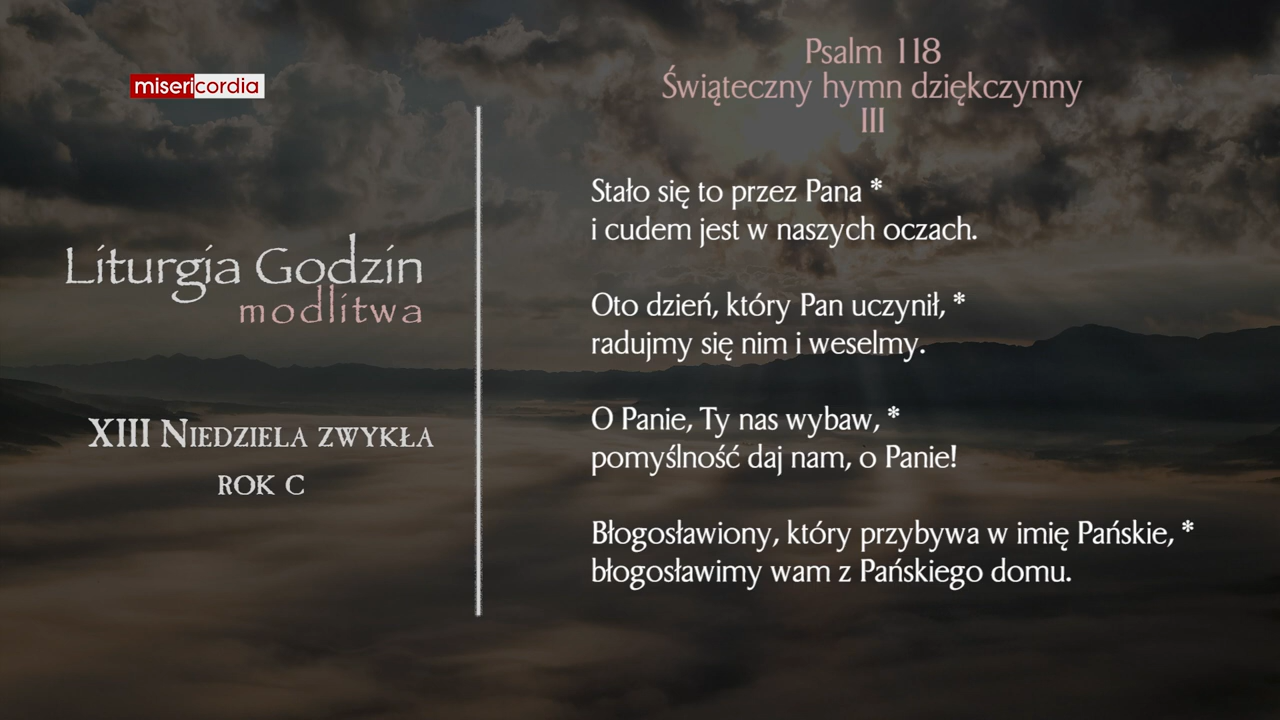 misericordia
Liturgia Godzin
modlitwa
XIII Niedziela zwykła
rok C
Psalm 118
Świąteczny hymn dziękczynny
III
Stało się to przez Pana *
i cudem jest w naszych oczach.
Oto dzień, który Pan uczynił, *
radujmy się nim i weselmy.
O Panie, Ty nas wybaw, *
pomyślność daj nam, o Panie!
Błogosławiony, który przybywa w imię Pańskie, *
błogosławimy wam z Pańskiego domu.